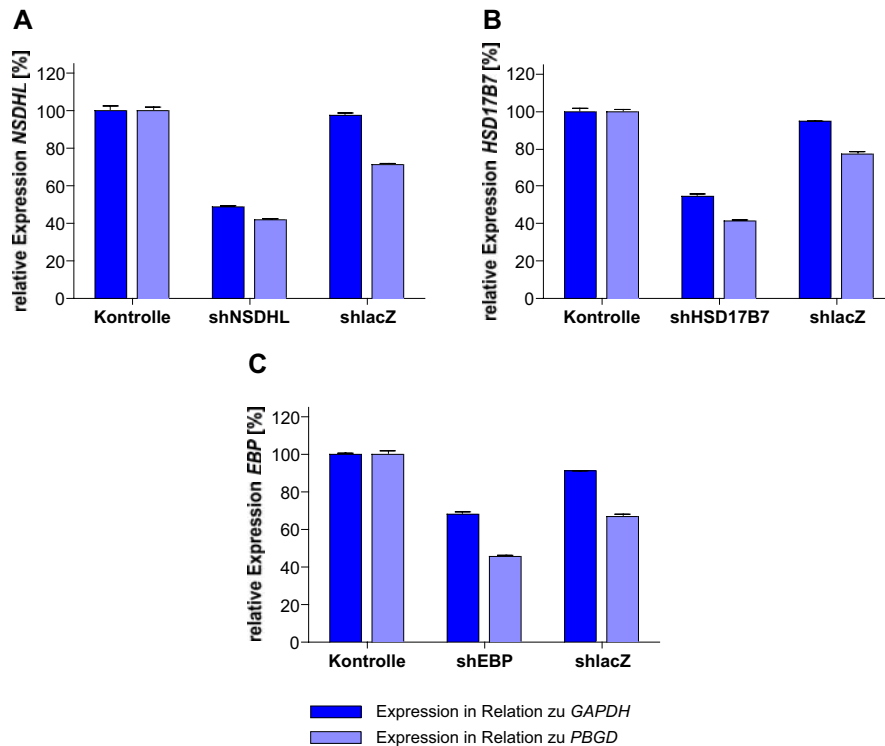 A
relative Expression NSDHL [%]
120
100
80
60
40
20
0
Kontrolle shNSDHL shlacZ
B
relative Expression HSD17B7 [%]
120
100
80
60
40
20
0
Kontrolle shHSD17B7 shlacZ
C
relative Expression EBP [%]
120
100
80
60
40
20
0
Kontrolle shEBP shlacZ
Expression in Relation zu GAPDH
Expression in Relation zu PBGD